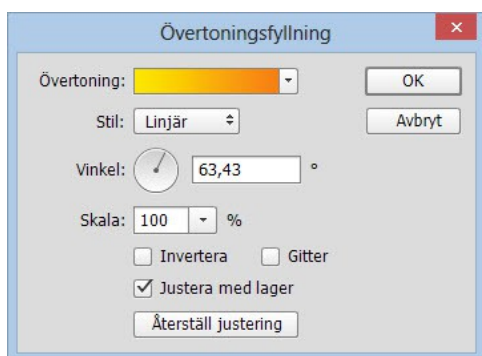 Övertoningsfyllning
Övertoning: OK
Stil: Linjär Avbryt
Vinkel: 63,43 °
Skala: 100 %
Invertera Gitter
Justera med lager
Återställ justering